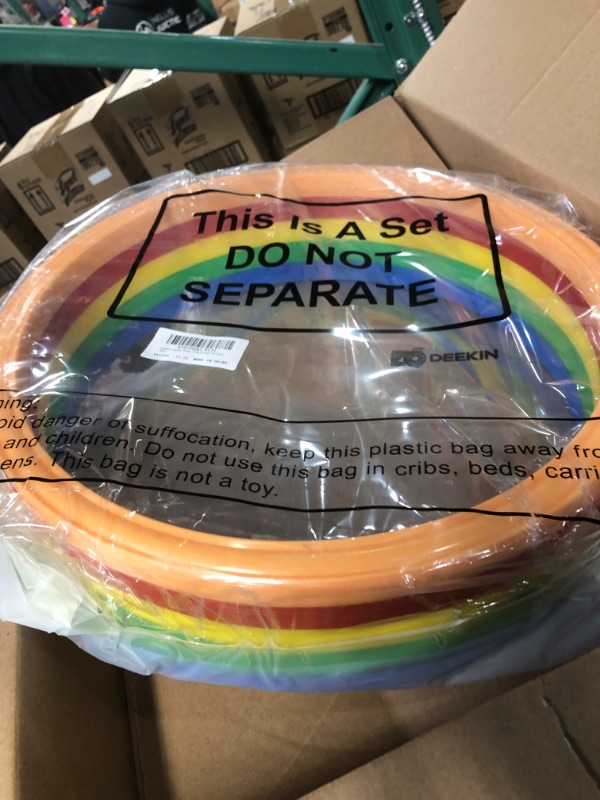 This Is A Set
DO NOT
SEPARATE
DEEKIN
ning:
oid danger of suffocation, keep this plastic bag away fro
and children. Do not use this bag in cribs, beds, carri
ens. This bag is not a toy.